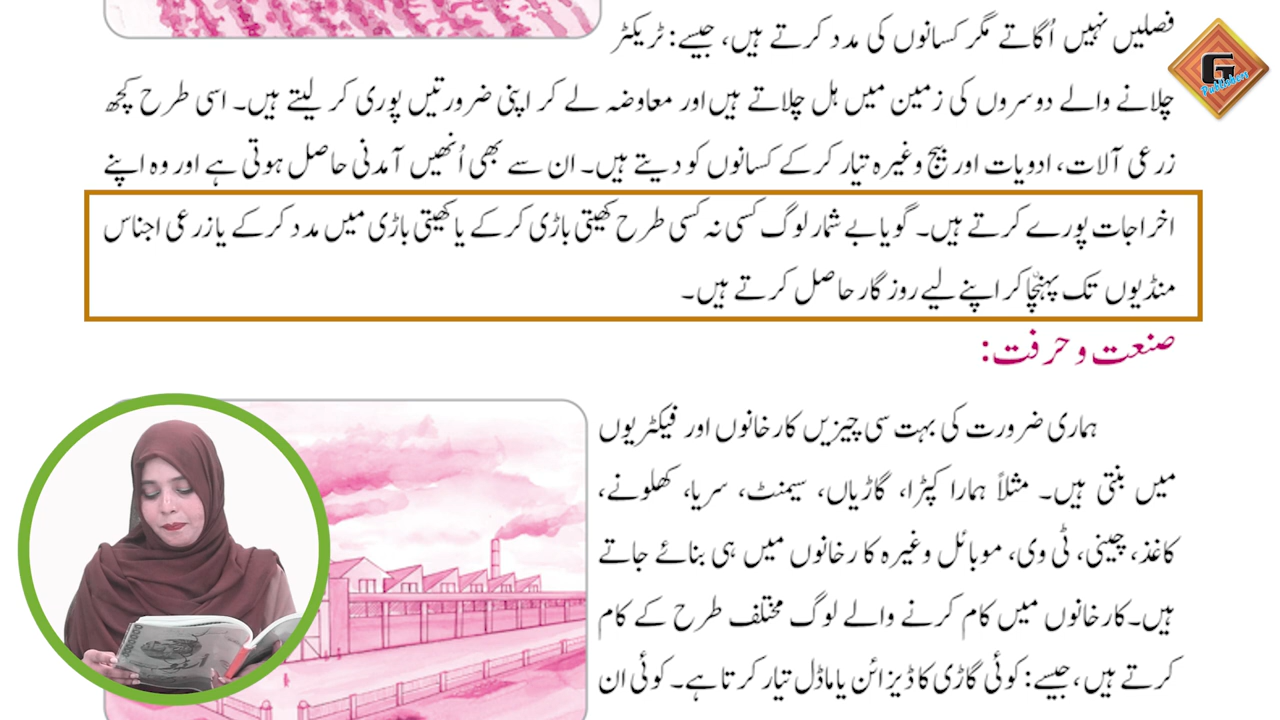 فصلیں نہیں اُگاتے مگر کسانوں کی مدد کرتے ہیں، جیسے: ٹریکٹر
چلانے والے دوسروں کی زمین میں ہل چلاتے ہیں اور معاوضہ لے کر اپنی ضرورتیں پوری کر لیتے ہیں۔ اسی طرح کچھ
زرعی آلات، ادویات اور بیج وغیرہ تیار کرکے کسانوں کو دیتے ہیں۔ ان سے بھی اُنھیں آمدنی حاصل ہوتی ہے اور وہ اپنے
اخراجات پورے کرتے ہیں۔ گویا بے شمار لوگ کسی نہ کسی طرح کھیتی باڑی کرکے یا کھیتی باڑی میں مدد کرکے یا زرعی اجناس
منڈیوں تک پہنچا کر اپنے لیے روزگار حاصل کرتے ہیں۔
صنعت و حرفت:
ہماری ضرورت کی بہت سی چیزیں کارخانوں اور فیکٹریوں
میں بنتی ہیں۔ مثلاً ہمارا کپڑا، گاڑیاں، سیمنٹ، سریا، کھلونے،
کاغذ، چینی، ٹی وی، موبائل وغیرہ کارخانوں میں ہی بنائے جاتے
ہیں۔ کارخانوں میں کام کرنے والے لوگ مختلف طرح کے کام
کرتے ہیں، جیسے: کوئی گاڑی کا ڈیزائن یا ماڈل تیار کرتا ہے۔ کوئی ان
G
Publishers